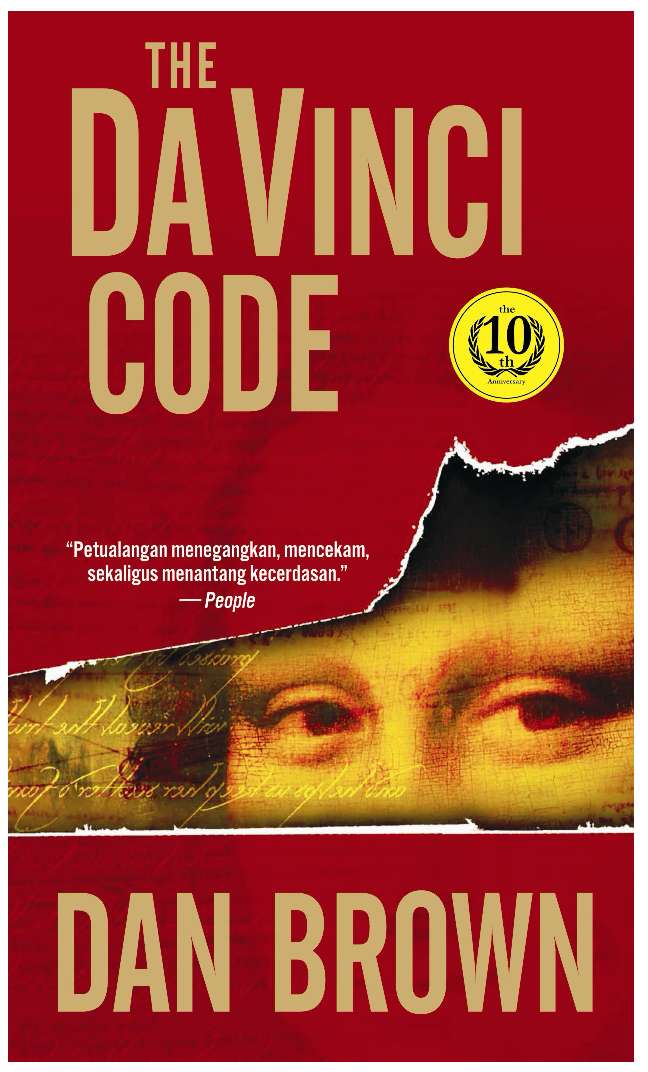 THE
DA VINCI
CODE
the
10
th
Anniversary
“Petualangan menegangkan, mencekam,
sekaligus menantang kecerdasan.”
— People
DAN BROWN